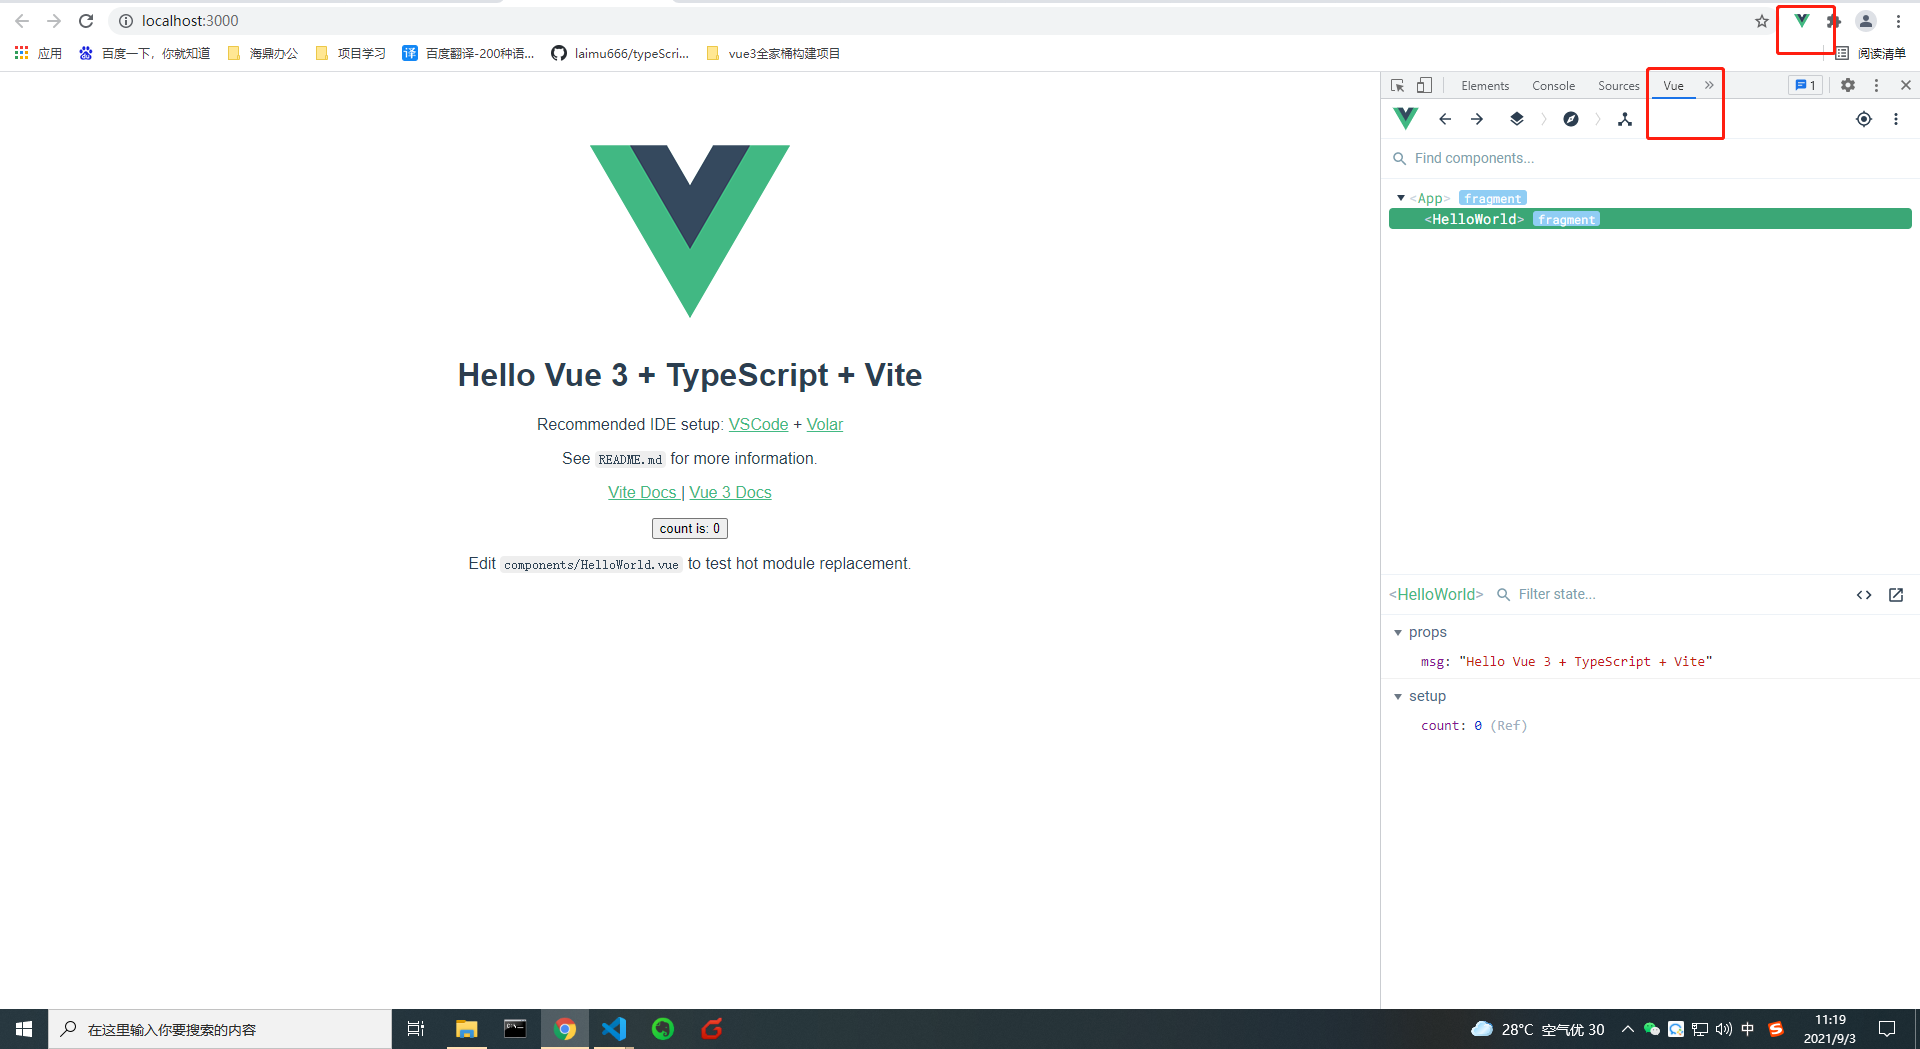 localhost:3000
应用 百度一下，你就知道 海鼎办公 项目学习 译 百度翻译-200种语... laimu666/typeScri... vue3全家桶构建项目 阅读清单
Elements Console Sources Vue » 1
Find components...
<App> fragment
<HelloWorld> fragment
Hello Vue 3 + TypeScript + Vite
Recommended IDE setup: VSCode + Volar
See README.md for more information.
Vite Docs | Vue 3 Docs
count is: 0
Edit components/HelloWorld.vue to test hot module replacement.
<HelloWorld> Filter state...
props
msg: "Hello Vue 3 + TypeScript + Vite"
setup
count: 0 (Ref)
在这里输入你要搜索的内容
28°C 空气优 30 中
11:19
2021/9/3